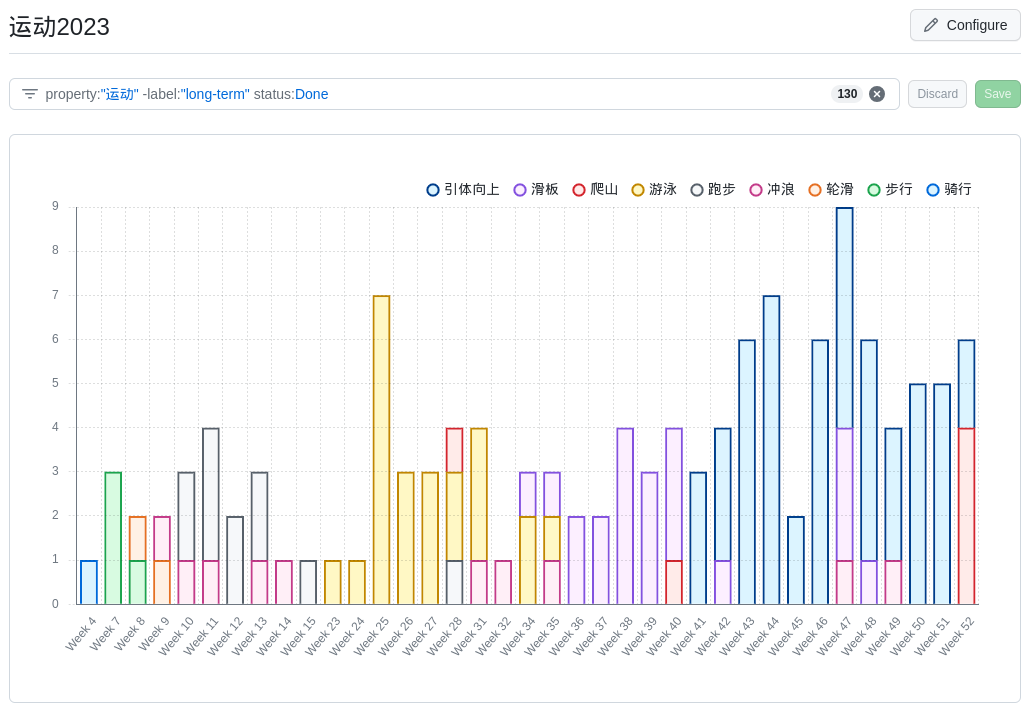 运动2023
Configure
property:"运动" -label:"long-term" status:Done
130
Discard
Save
引体向上 滑板 爬山 游泳 跑步 冲浪 轮滑 步行 骑行
9
8
7
6
5
4
3
2
1
0
Week 4 Week 7 Week 8 Week 9 Week 10 Week 11 Week 12 Week 13 Week 14 Week 15 Week 23 Week 24 Week 25 Week 26 Week 27 Week 28 Week 31 Week 32 Week 34 Week 35 Week 36 Week 37 Week 38 Week 39 Week 40 Week 41 Week 42 Week 43 Week 44 Week 45 Week 46 Week 47 Week 48 Week 49 Week 50 Week 51 Week 52